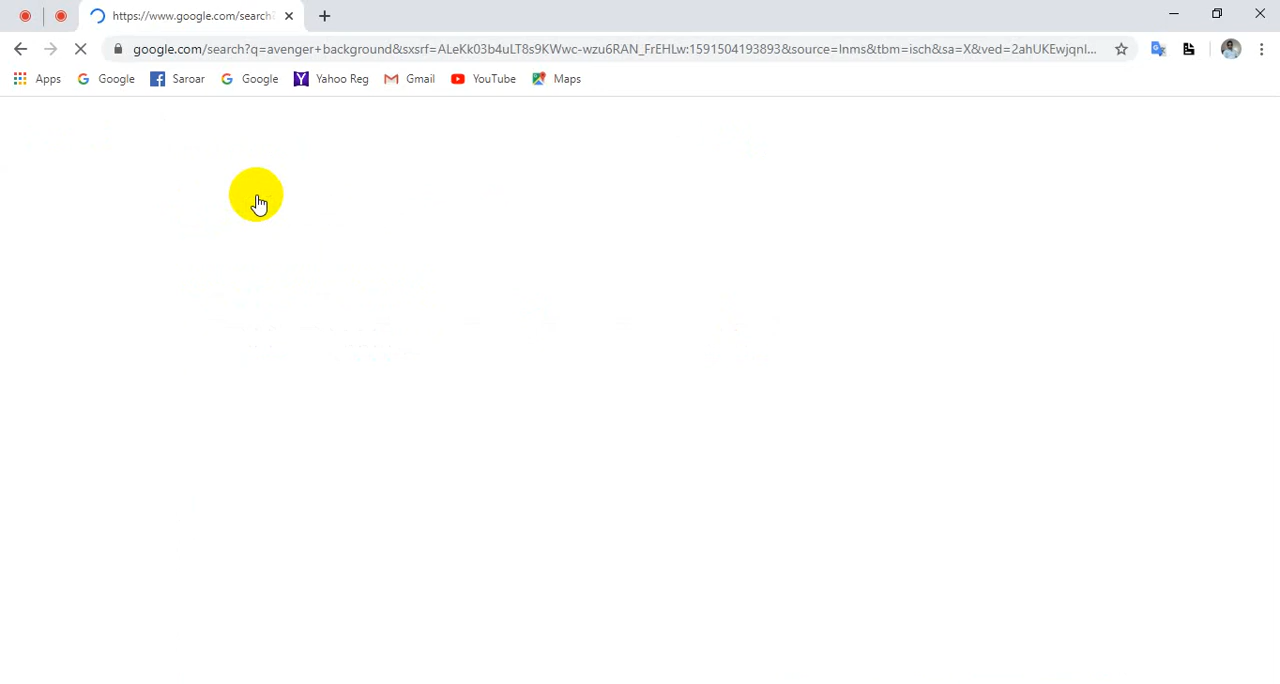 https://www.google.com/search?
google.com/search?q=avenger+background&sxsrf=ALeKk03b4uLT8s9KWwc-wzu6RAN_FrEHLw:1591504193893&source=lnms&tbm=isch&sa=X&ved=2ahUKEwjqnl...
Apps Google Saroar Google Yahoo Reg Gmail YouTube Maps